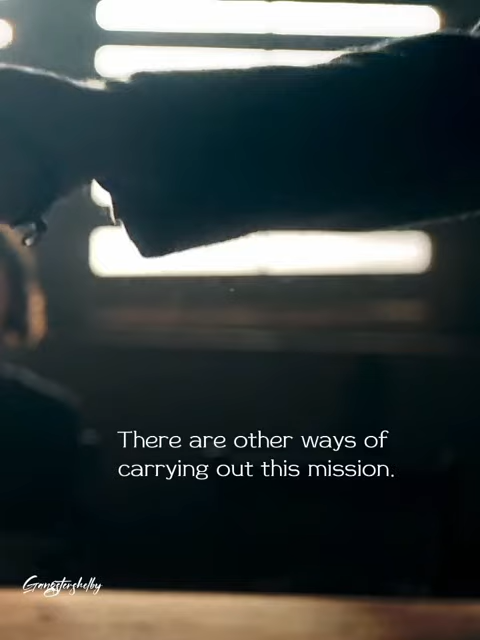 There are other ways of
carrying out this mission.
Gangstershelby